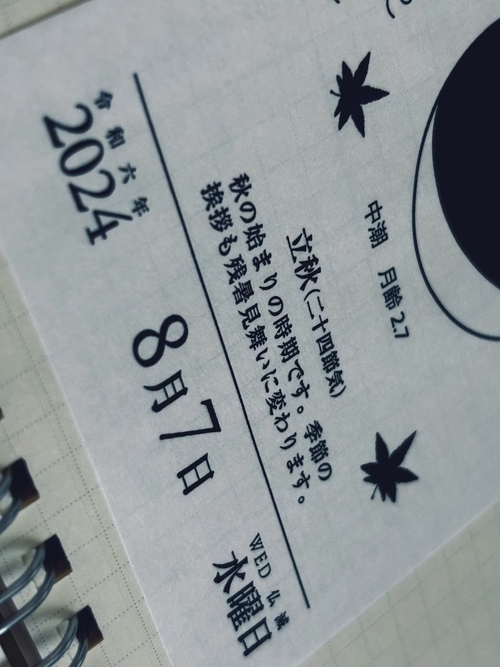 中潮 月齢 2.7
立秋(二十四節気)
秋の始まりの時期です。季節の
挨拶も残暑見舞いに変わります。
令和六年
2024
8月7日
WED 仏滅
水曜日